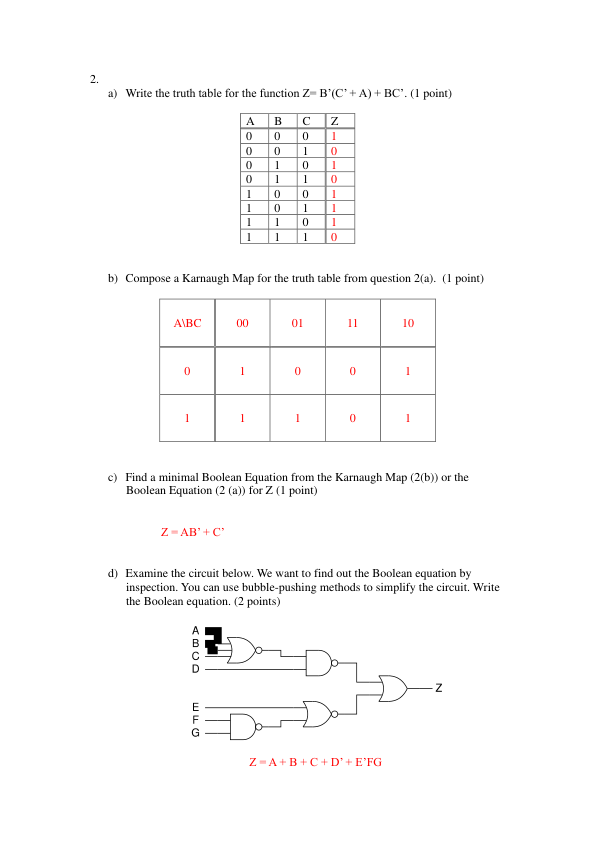 2.
a) Write the truth table for the function Z= B’(C’ + A) + BC’. (1 point)
A B C Z
0 0 0 1
0 0 1 0
0 1 0 1
0 1 1 0
1 0 0 1
1 0 1 1
1 1 0 1
1 1 1 0
b) Compose a Karnaugh Map for the truth table from question 2(a). (1 point)
A\BC 00 01 11 10
0 1 0 0 1
1 1 1 0 1
c) Find a minimal Boolean Equation from the Karnaugh Map (2(b)) or the
Boolean Equation (2 (a)) for Z (1 point)
Z = AB’ + C’
d) Examine the circuit below. We want to find out the Boolean equation by
inspection. You can use bubble-pushing methods to simplify the circuit. Write
the Boolean equation. (2 points)
A
B
C
D
Z
E
F
G
Z = A + B + C + D’ + E’FG